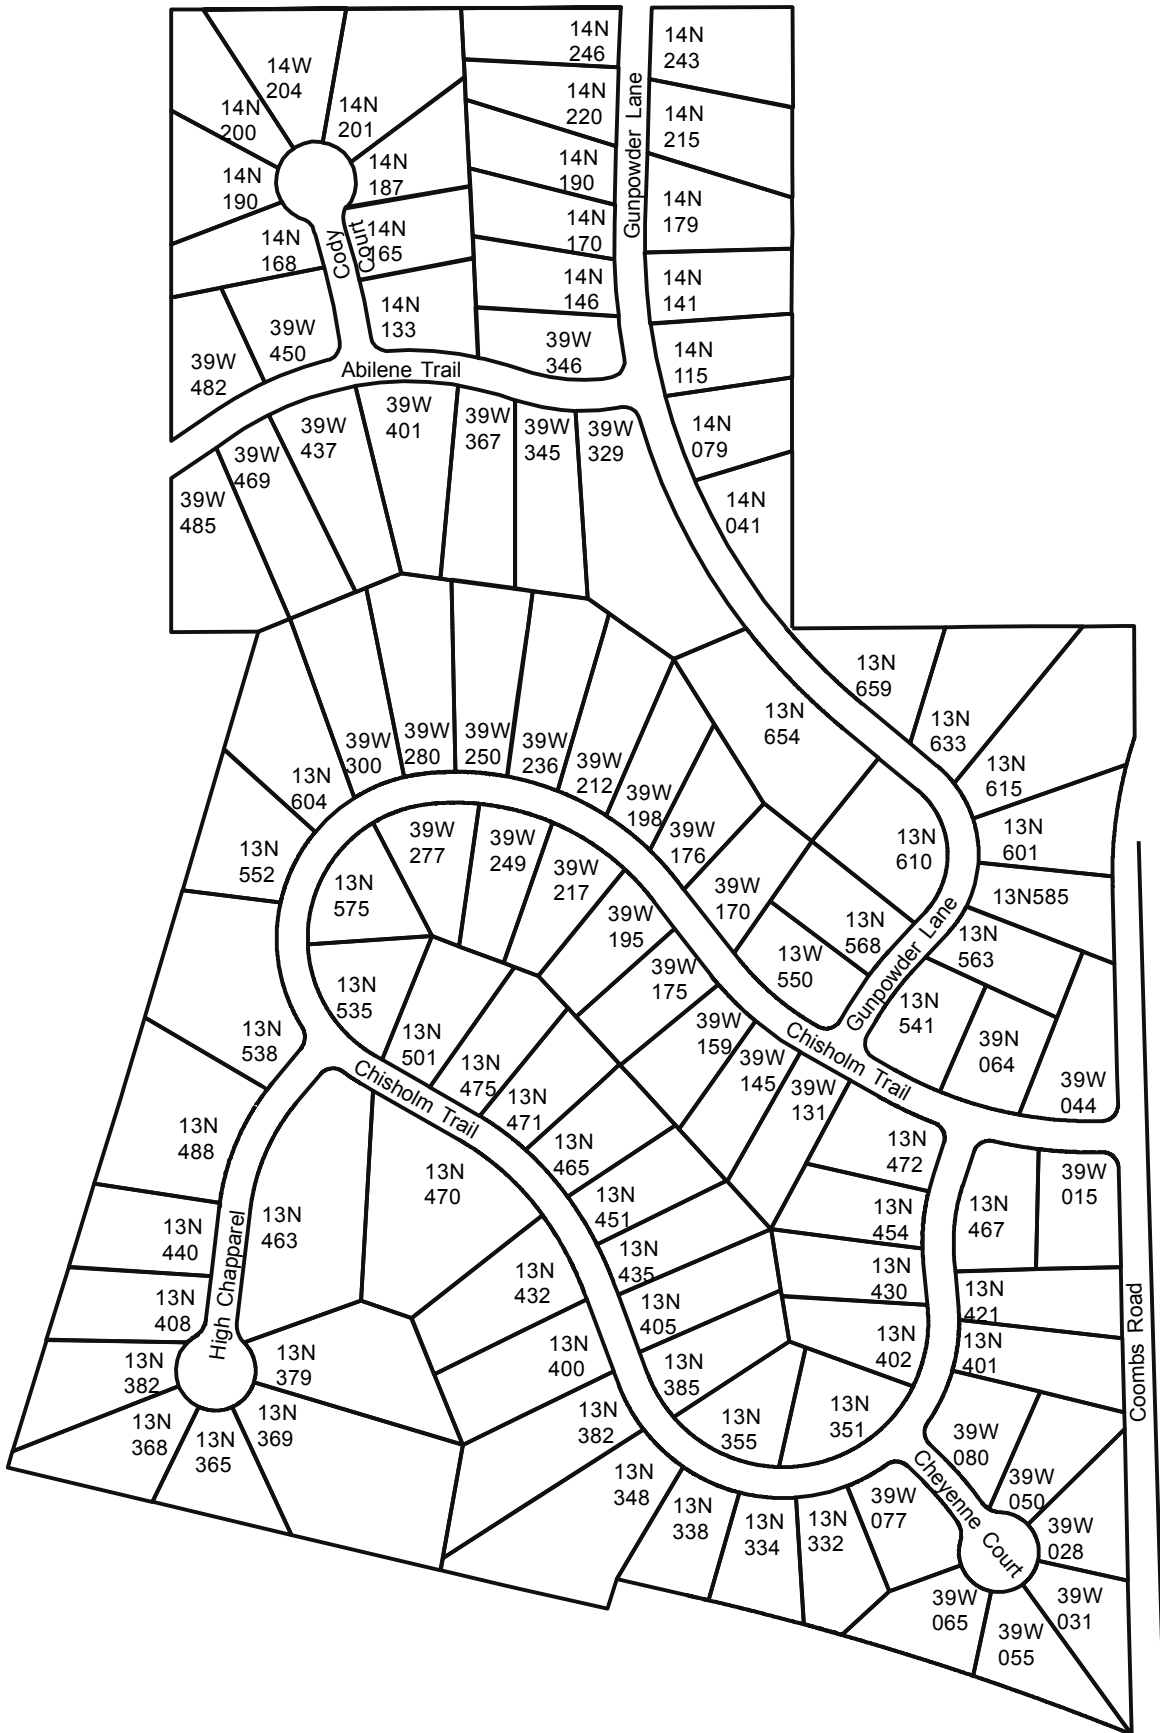 14N
246
14N
243
14W
204
14N
200
14N
201
14N
220
14N
215
Gunpowder Lane
14N
190
14N
187
14N
190
14N
179
14N
168
Cody
Court
14N
165
14N
170
14N
146
14N
141
14N
133
39W
450
39W
482
39W
346
14N
115
Abilene Trail
39W
437
39W
401
39W
367
39W
345
39W
329
14N
079
39W
469
39W
485
14N
041
13N
659
13N
654
13N
633
13N
615
39W
300
39W
280
39W
250
39W
236
39W
212
39W
198
39W
176
13N
604
13N
601
13N
610
13N
552
39W
277
39W
249
39W
217
13N
575
39W
195
39W
170
13N
568
13N585
13N
563
Gunpowder Lane
13W
550
39W
175
13N
535
13N
541
39N
064
39W
044
13N
538
13N
501
13N
475
13N
471
39W
159
39W
145
39W
131
Chisholm Trail
Chisholm Trail
13N
488
13N
465
13N
472
39W
015
13N
470
13N
463
13N
451
13N
454
13N
467
13N
440
High Chapparel
13N
435
13N
432
13N
430
13N
421
13N
408
13N
405
13N
402
13N
401
Coombs Road
13N
382
13N
379
13N
400
13N
385
13N
368
13N
365
13N
369
13N
382
13N
355
13N
351
39W
080
39W
050
Cheyenne Court
13N
348
13N
338
13N
334
13N
332
39W
077
39W
028
39W
065
39W
055
39W
031